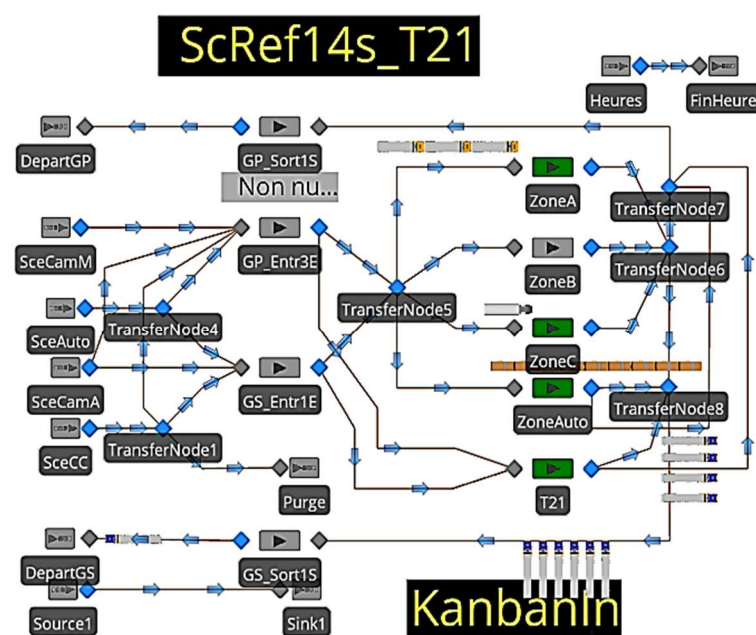 ScRef14s_T21
Heures
FinHeure
DepartGP
GP_Sort1S
Non nu...
ZoneA
TransferNode7
SceCamM
GP_Entr3E
ZoneB
TransferNode6
TransferNode5
SceAuto
TransferNode4
ZoneC
SceCamA
GS_Entr1E
ZoneAuto
TransferNode8
SceCC
TransferNode1
Purge
T21
DepartGS
GS_Sort1S
Source1
Sink1
KanbanIn